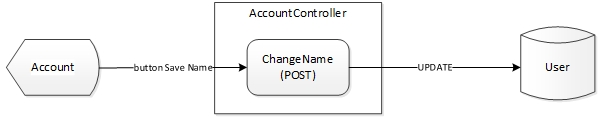 AccountController
Account
button Save Name
ChangeName
(POST)
UPDATE
User